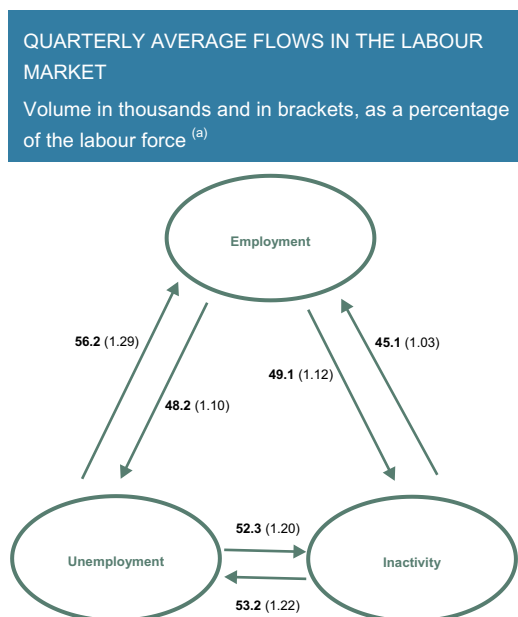 QUARTERLY AVERAGE FLOWS IN THE LABOUR
MARKET
Volume in thousands and in brackets, as a percentage
of the labour force (a)
Employment
56.2 (1.29)
45.1 (1.03)
49.1 (1.12)
48.2 (1.10)
52.3 (1.20)
Unemployment
Inactivity
53.2 (1.22)